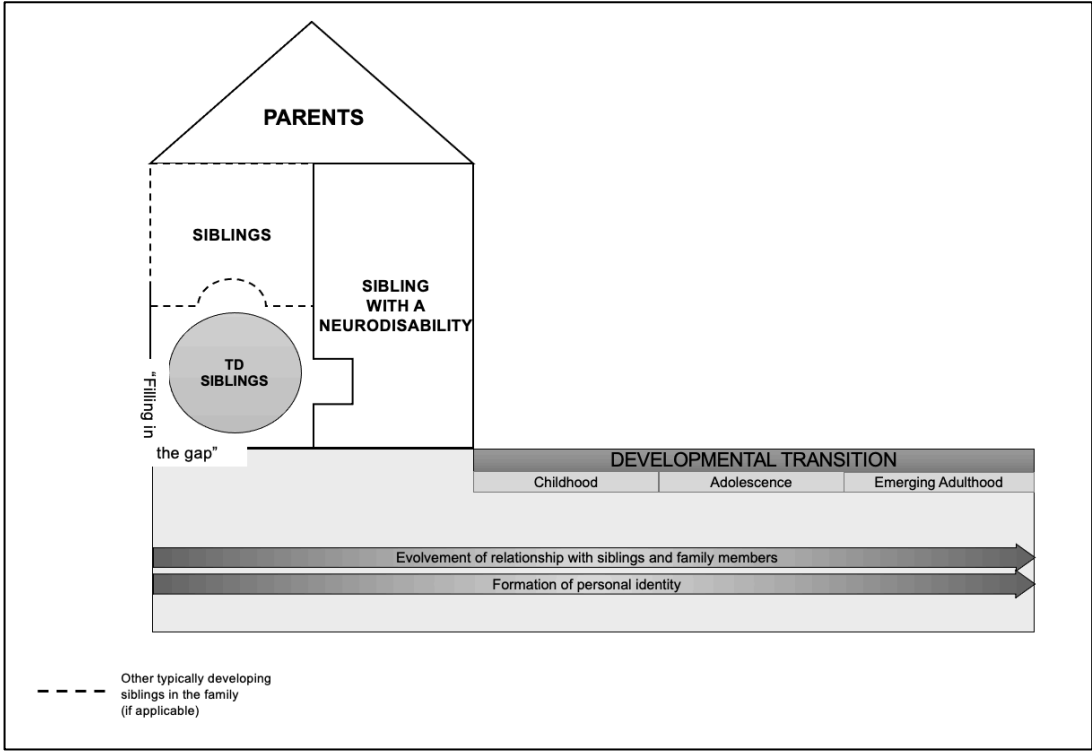 PARENTS
SIBLINGS
SIBLING
WITH A
NEURODISABILITY
TD
SIBLINGS
“Filling in
the gap”
DEVELOPMENTAL TRANSITION
Childhood
Adolescence
Emerging Adulthood
Evolvement of relationship with siblings and family members
Formation of personal identity
Other typically developing
siblings in the family
(if applicable)